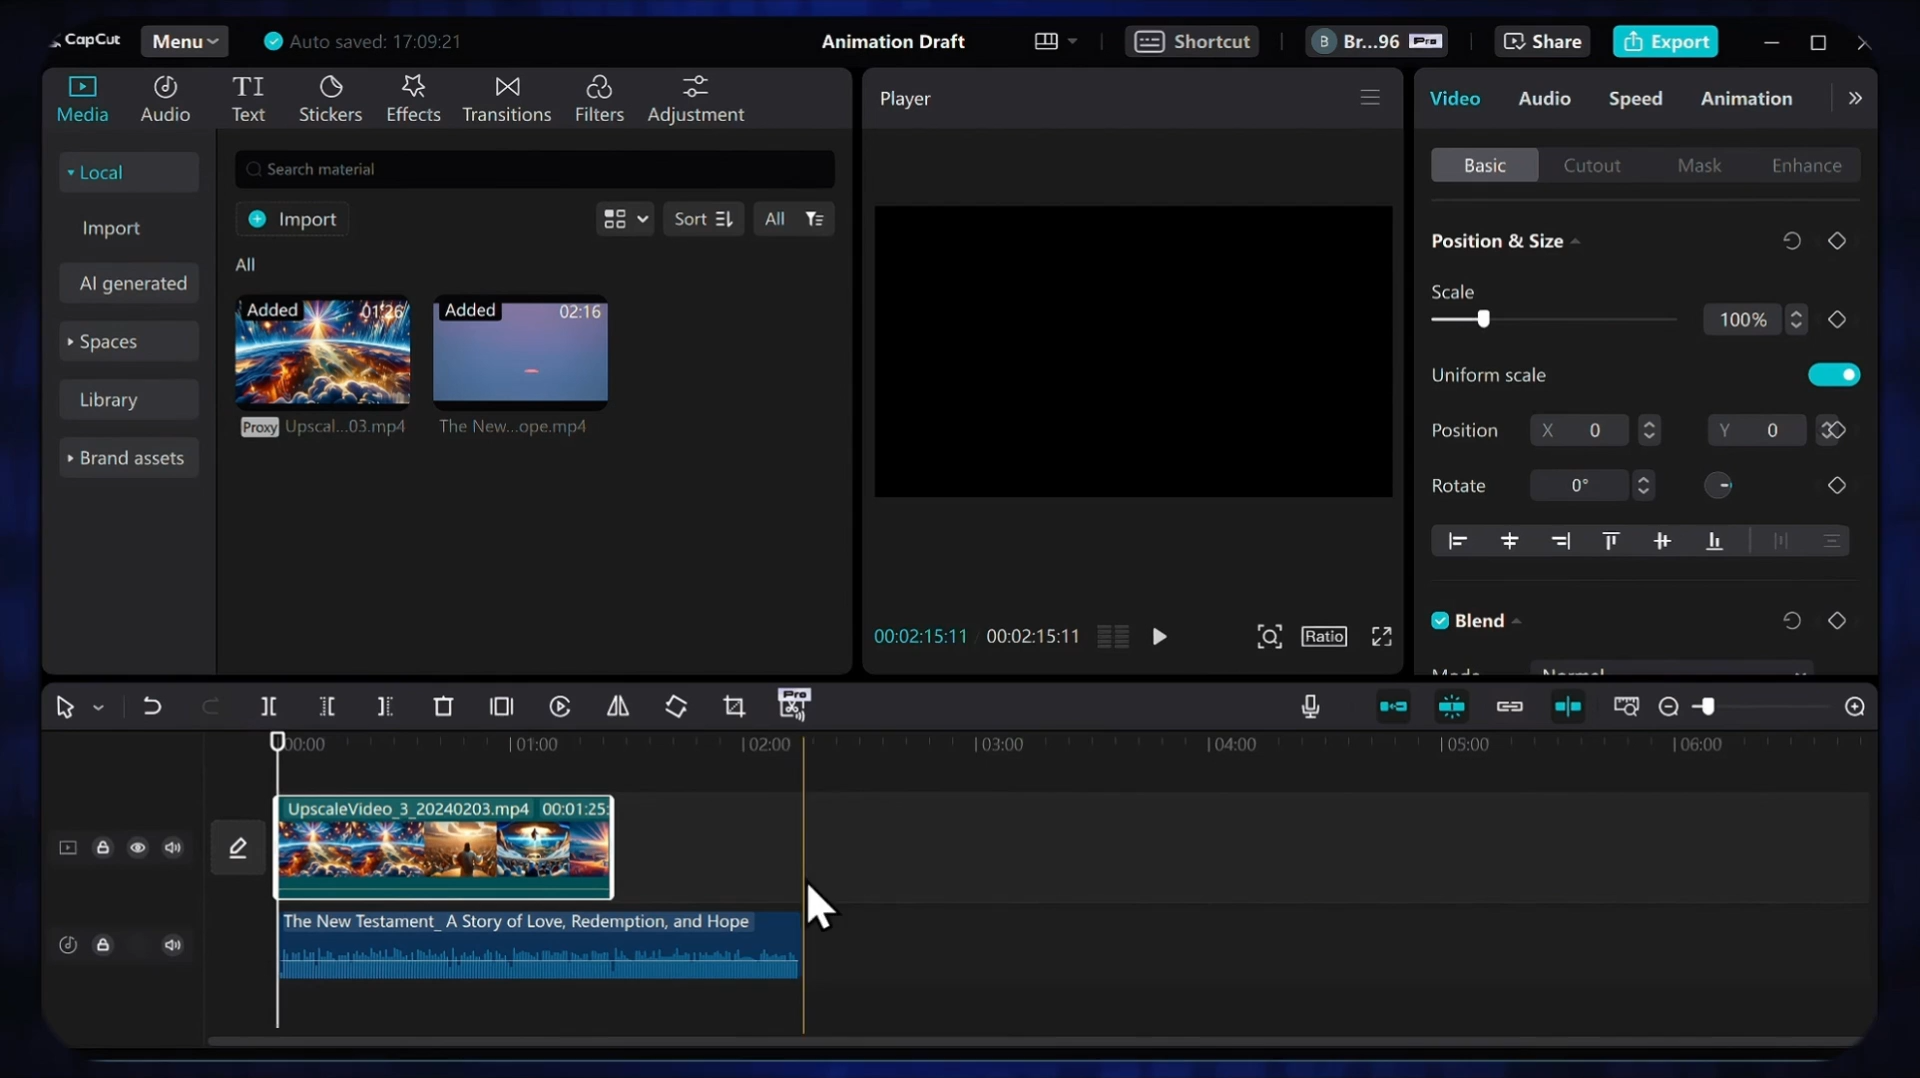 CapCut
Menu
Auto saved: 17:09:21
Animation Draft
Shortcut
B
Br...96
Pro
Share
Export
Media
Audio
Text
Stickers
Effects
Transitions
Filters
Adjustment
Local
Import
AI generated
Spaces
Library
Brand assets
Search material
Import
Sort
All
All
Added
01:26
Proxy
Upscal...03.mp4
Added
02:16
The New...ope.mp4
Player
00:02:15:11
00:02:15:11
Ratio
Video
Audio
Speed
Animation
Basic
Cutout
Mask
Enhance
Position & Size
Scale
100%
Uniform scale
Position
X 0
Y 0
Rotate
0°
Blend
Pro
00:00
01:00
02:00
03:00
04:00
05:00
06:00
UpscaleVideo_3_20240203.mp4
00:01:25:
The New Testament_ A Story of Love, Redemption, and Hope